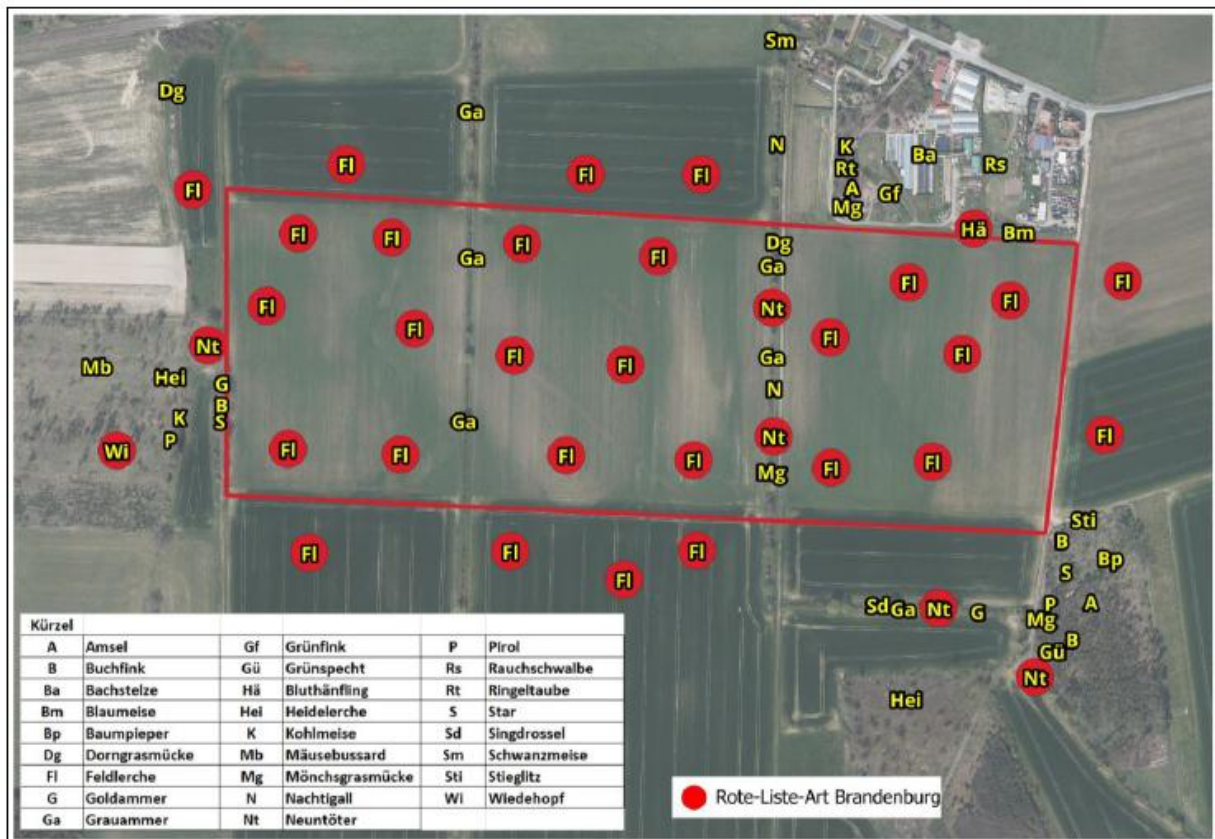 Sm
Dg
Ga
N
K
Ba
Fl
Rs
Rt
Fl
Fl
Fl
A
Gf
Fl
Mg
Hä
Bm
Fl
Fl
Fl
Dg
Fl
Ga
Ga
Fl
Fl
Fl
Fl
Nt
Fl
Fl
Nt
Fl
Ga
Fl
Fl
Mb
Hei
G
N
B
K
S
Ga
P
Nt
Fl
Wi
Fl
Fl
Fl
Fl
Fl
Mg
Fl
Sti
B
Fl
Fl
Fl
Bp
S
Fl
Sd
Ga
Nt
G
P
A
Mg
B
Gü
Nt
Hei
Kürzel
A Amsel Gf Grünfink P Pirol
B Buchfink Gü Grünspecht Rs Rauchschwalbe
Ba Bachstelze Hä Bluthänfling Rt Ringeltaube
Bm Blaumeise Hei Heidelerche S Star
Bp Baumpieper K Kohlmeise Sd Singdrossel
Dg Dorngrasmücke Mb Mäusebussard Sm Schwanzmeise
Fl Feldlerche Mg Mönchsgrasmücke Sti Stieglitz
G Goldammer N Nachtigall Wi Wiedehopf
Ga Grauammer Nt Neuntöter
Rote-Liste-Art Brandenburg